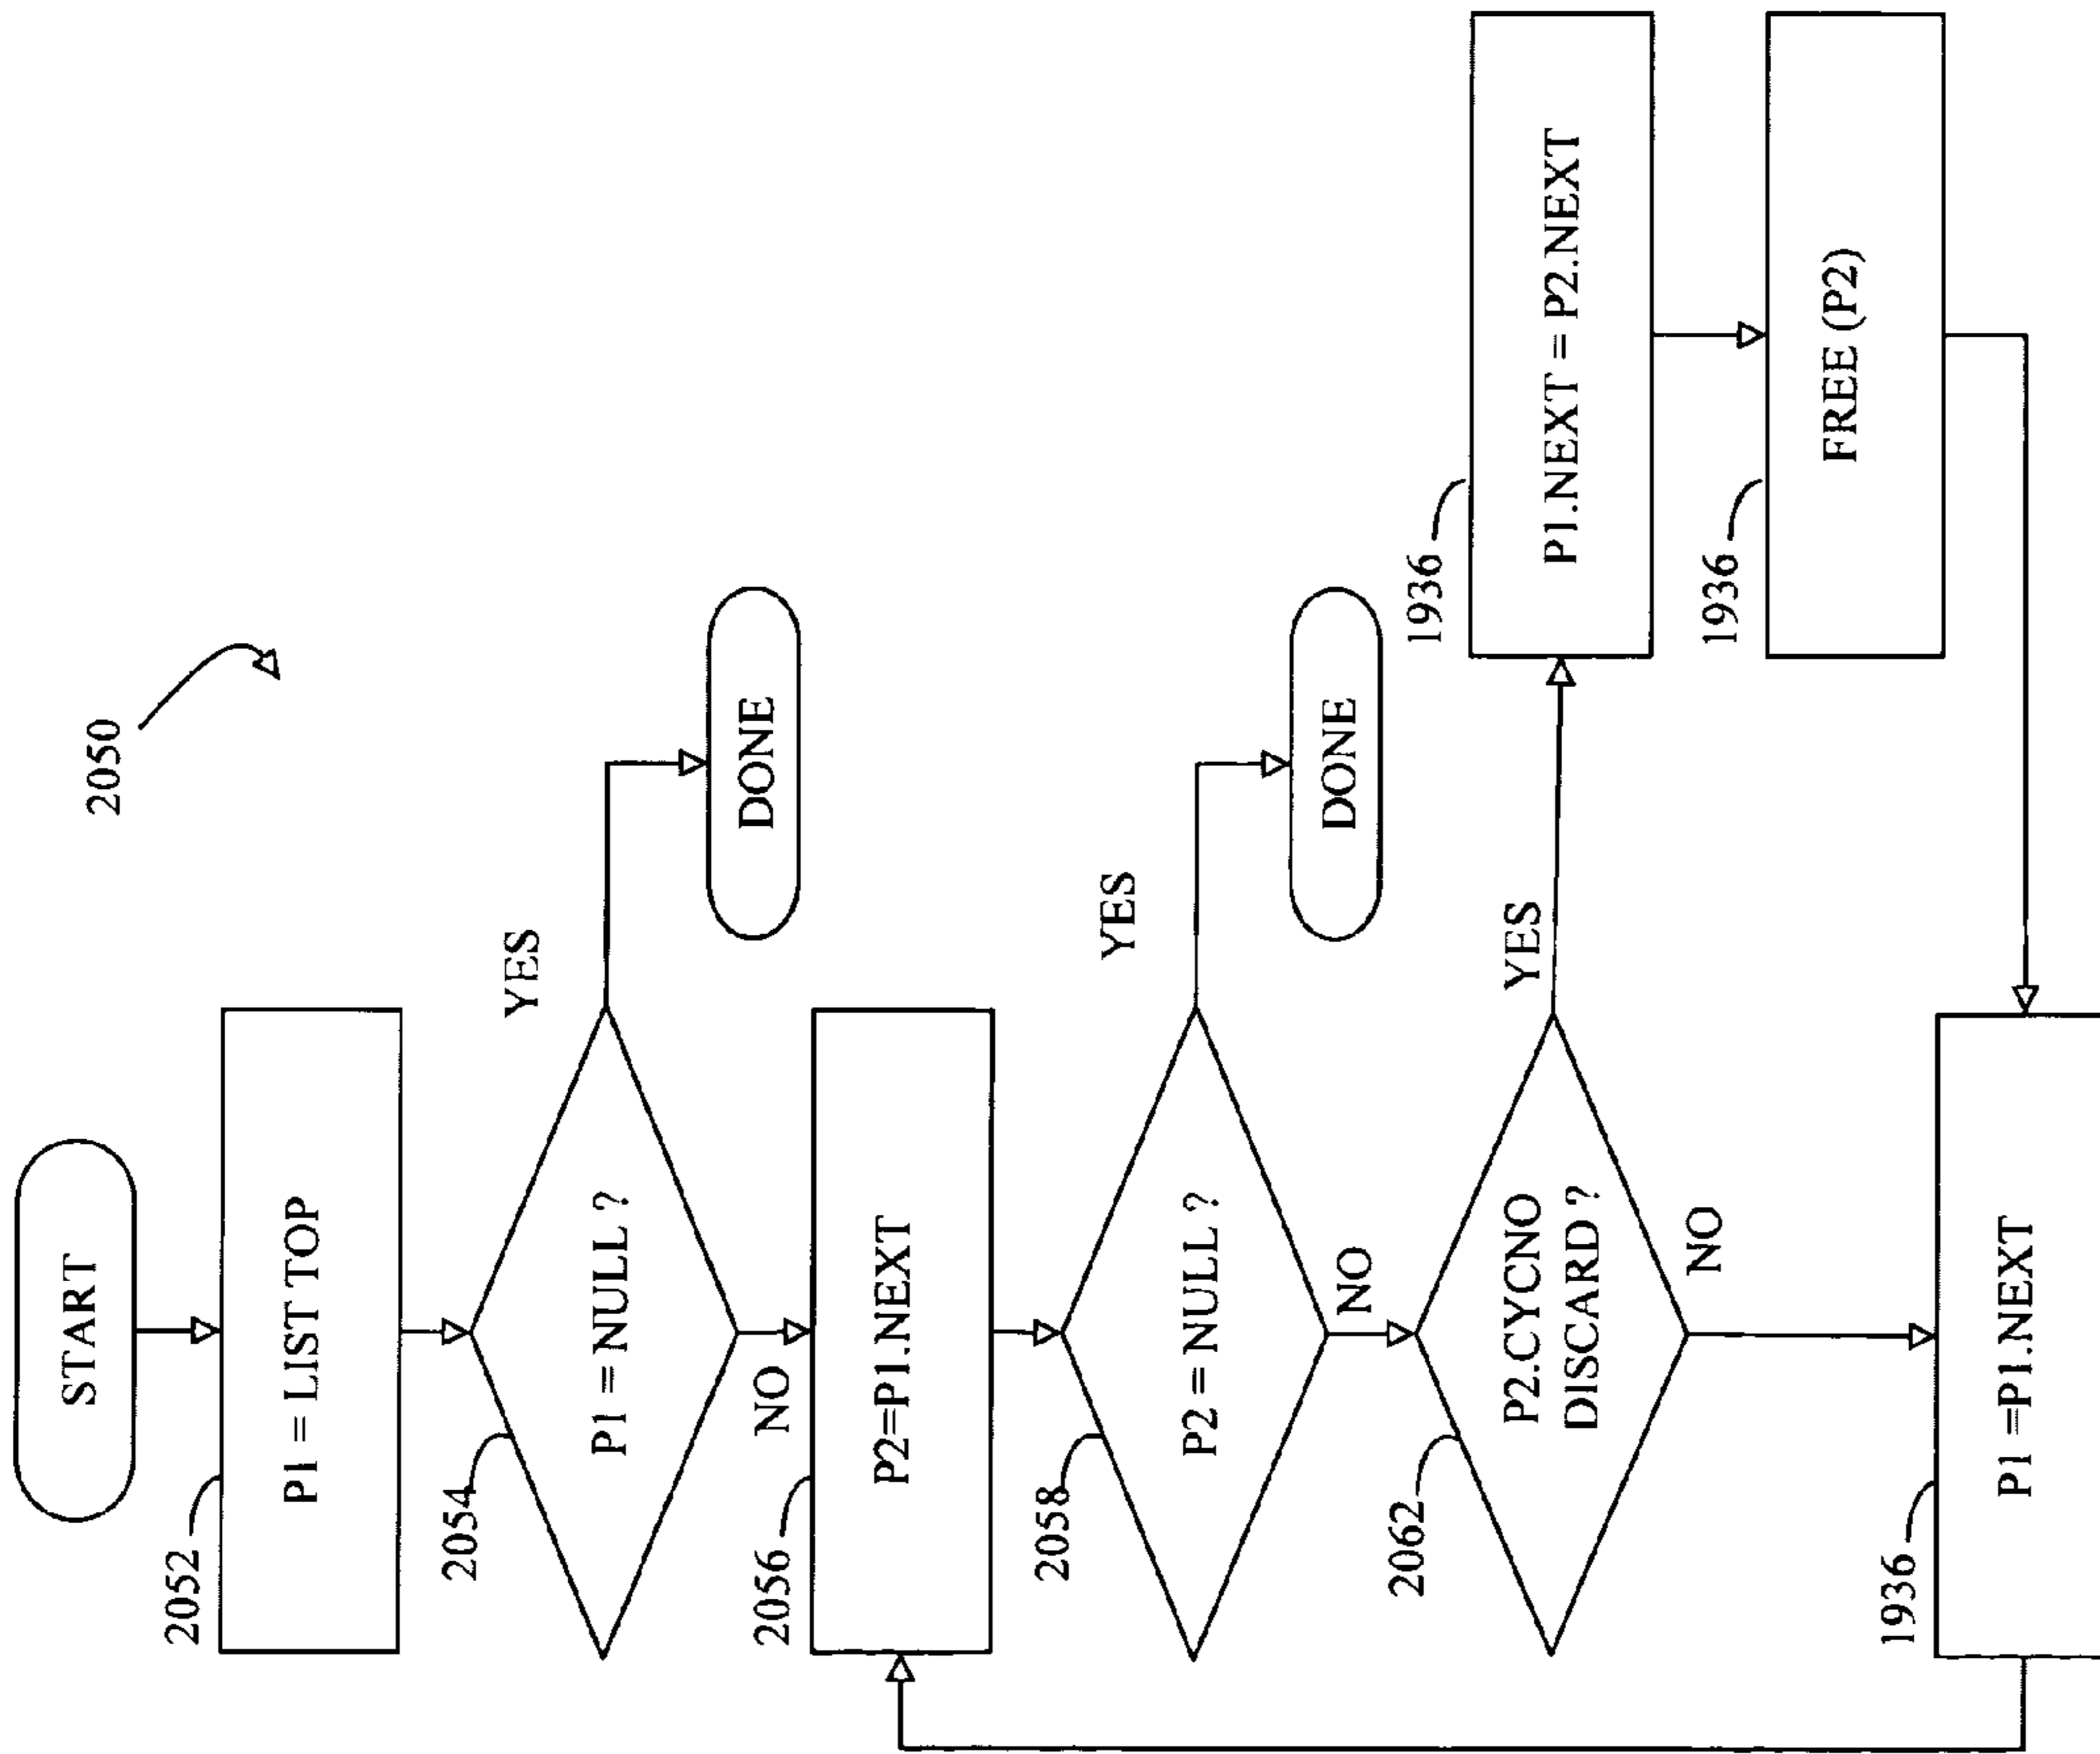 2050
START
2052
P1 = LIST TOP
2054
P1 = NULL ?
YES
DONE
NO
2056
P2=P1.NEXT
2058
P2 = NULL ?
YES
DONE
NO
2062
P2.CYCNO
DISCARD ?
YES
1936
P1.NEXT = P2.NEXT
1936
FREE (P2)
NO
1936
P1 =P1.NEXT